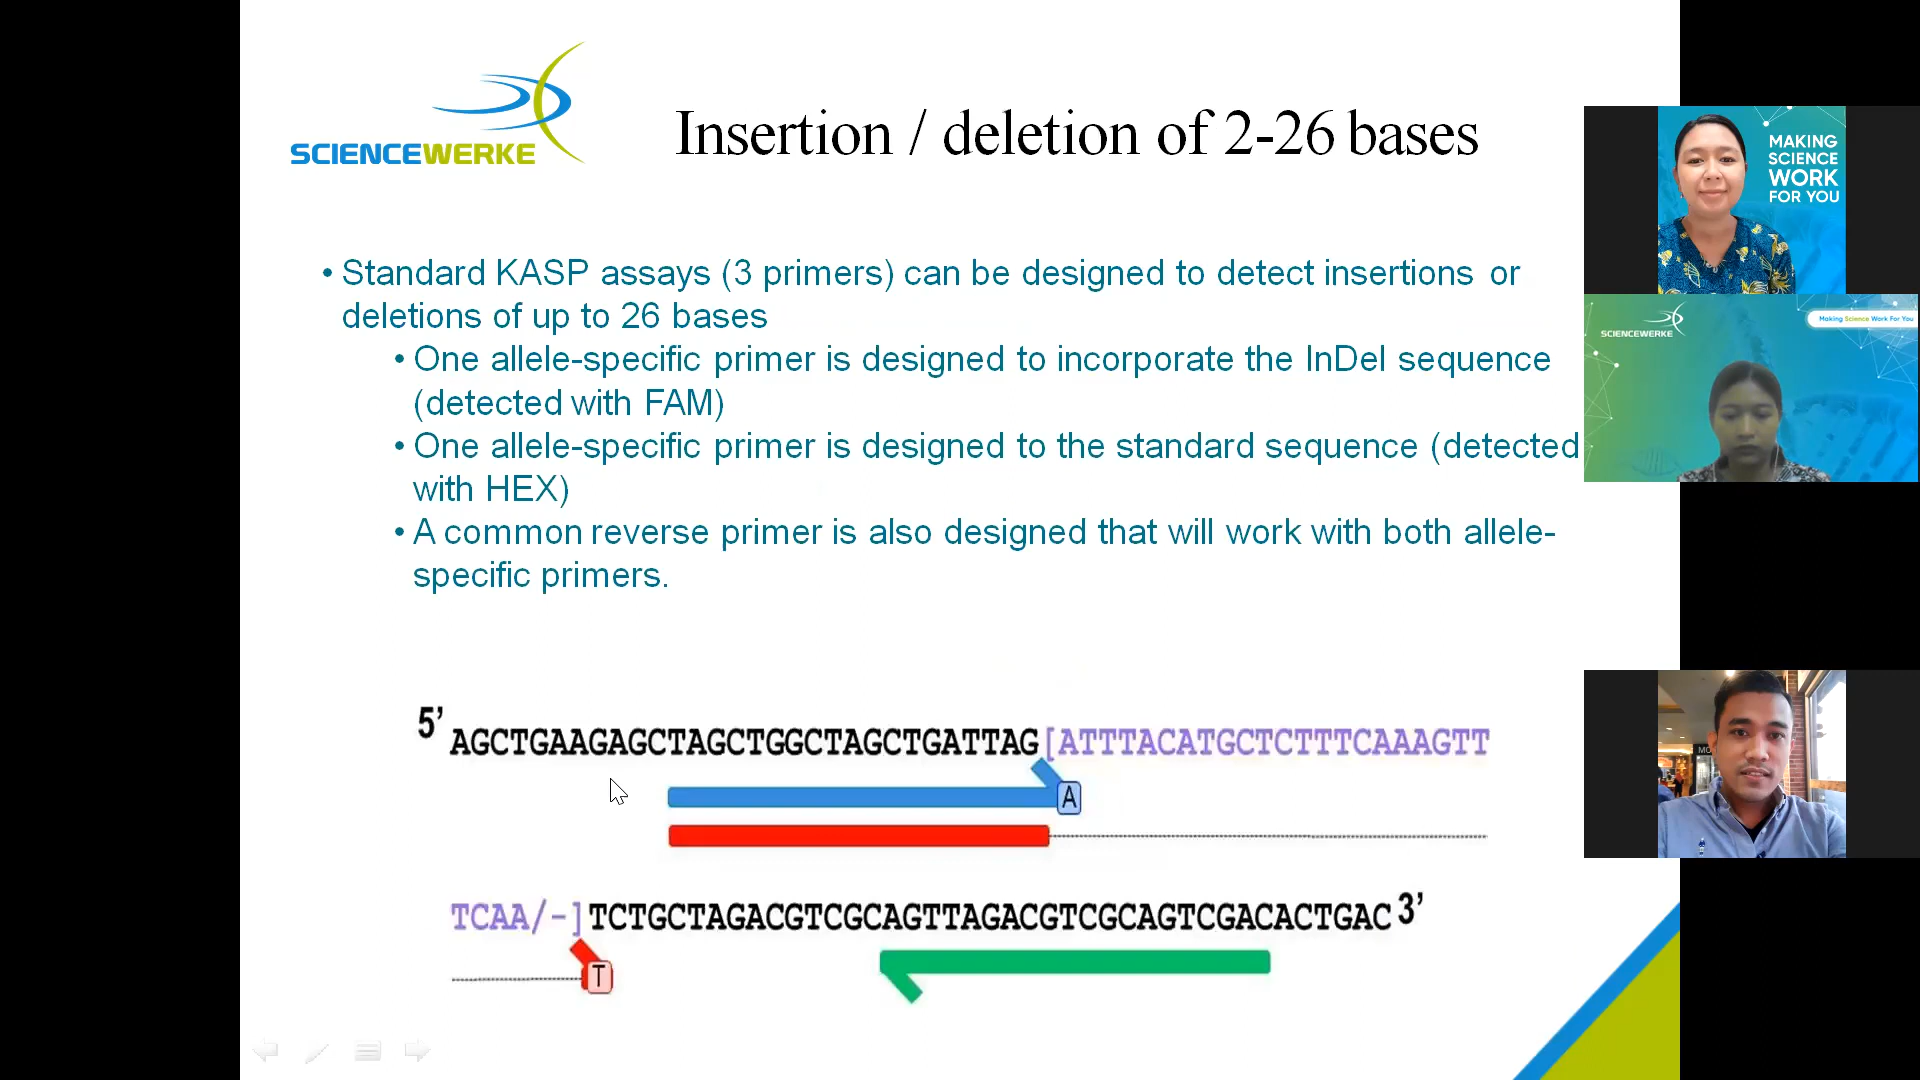 SCIENCEWERKE
Insertion / deletion of 2-26 bases
• Standard KASP assays (3 primers) can be designed to detect insertions or
deletions of up to 26 bases
• One allele-specific primer is designed to incorporate the InDel sequence
(detected with FAM)
• One allele-specific primer is designed to the standard sequence (detected
with HEX)
• A common reverse primer is also designed that will work with both allele-
specific primers.
5’ AGCTGAAGAGCTAGCTGGCTAGCTGATTAG[ATTTACATGCTCTTTCAAAGTT
A
TCAA/-]TCTGCTAGACGTCGCAGTTAGACGTCGCAGTCGACACTGAC 3’
T
MAKING
SCIENCE
WORK
FOR YOU
SCIENCEWERKE
Making Science Work For You
MO